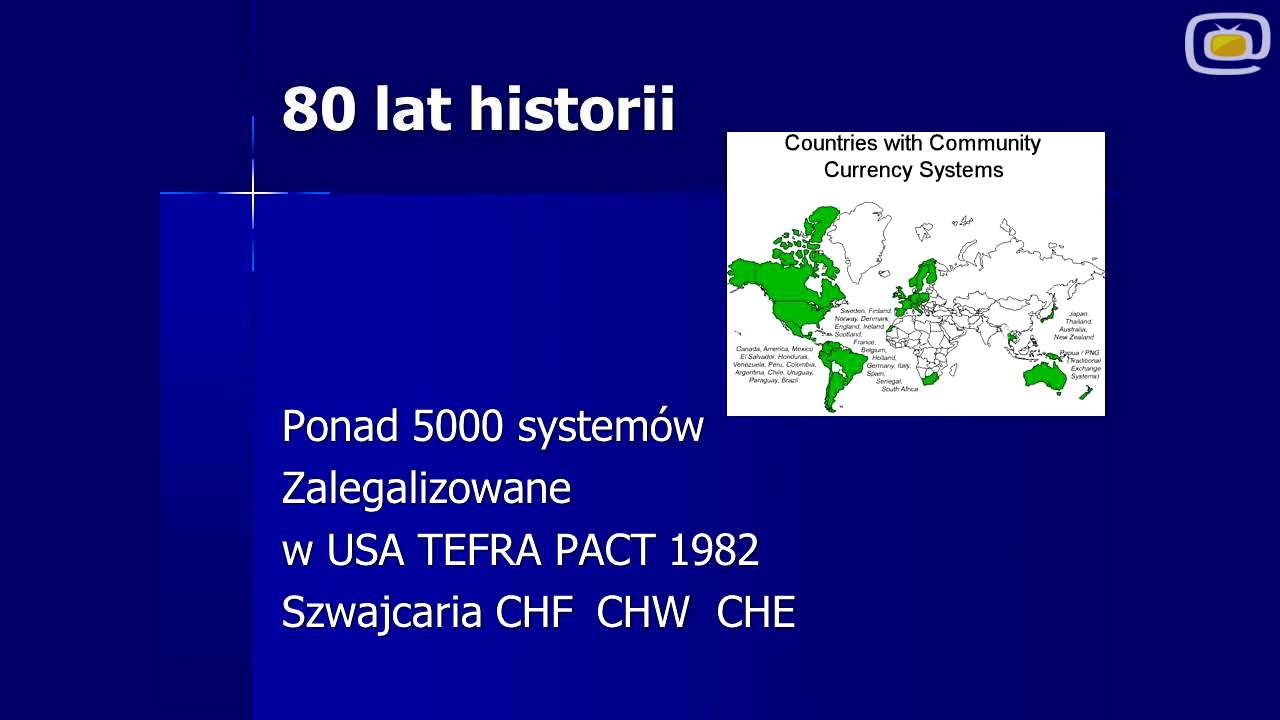 80 lat historii
Countries with Community
Currency Systems
Sweden, Finland,
Norway, Denmark,
England, Ireland
Scotland,
France,
Belgium,
Holland,
Germany, Italy,
Spain,
Senegal,
South Africa
Canada, America, Mexico
El Salvador, Honduras,
Venezuela, Peru, Colombia,
Argentina, Chile, Uruguay,
Paraguay, Brazil.
Japan,
Thailand,
Australia,
New Zealand
Papua / PNG
(Traditional
Exchange
Systems)
Ponad 5000 systemów
Zalegalizowane
w USA TEFRA PACT 1982
Szwajcaria CHF CHW CHE